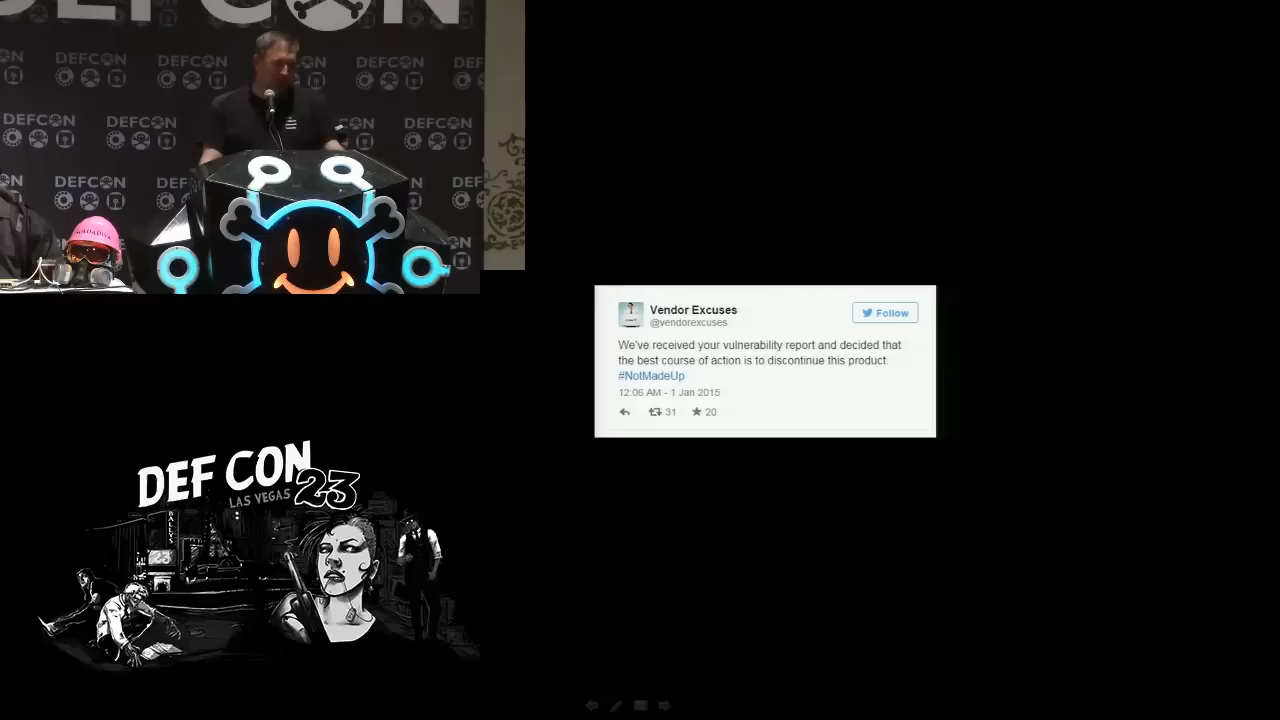 DEFCON
DEFCON DEFCON DEFCON
DEFCON DEFCON DEFCON
DEFCON
Vendor Excuses
@vendorexcuses
Follow
We've received your vulnerability report and decided that
the best course of action is to discontinue this product.
#NotMadeUp
12:06 AM - 1 Jan 2015
31 20
DEF CON
23
LAS VEGAS
BALLYS